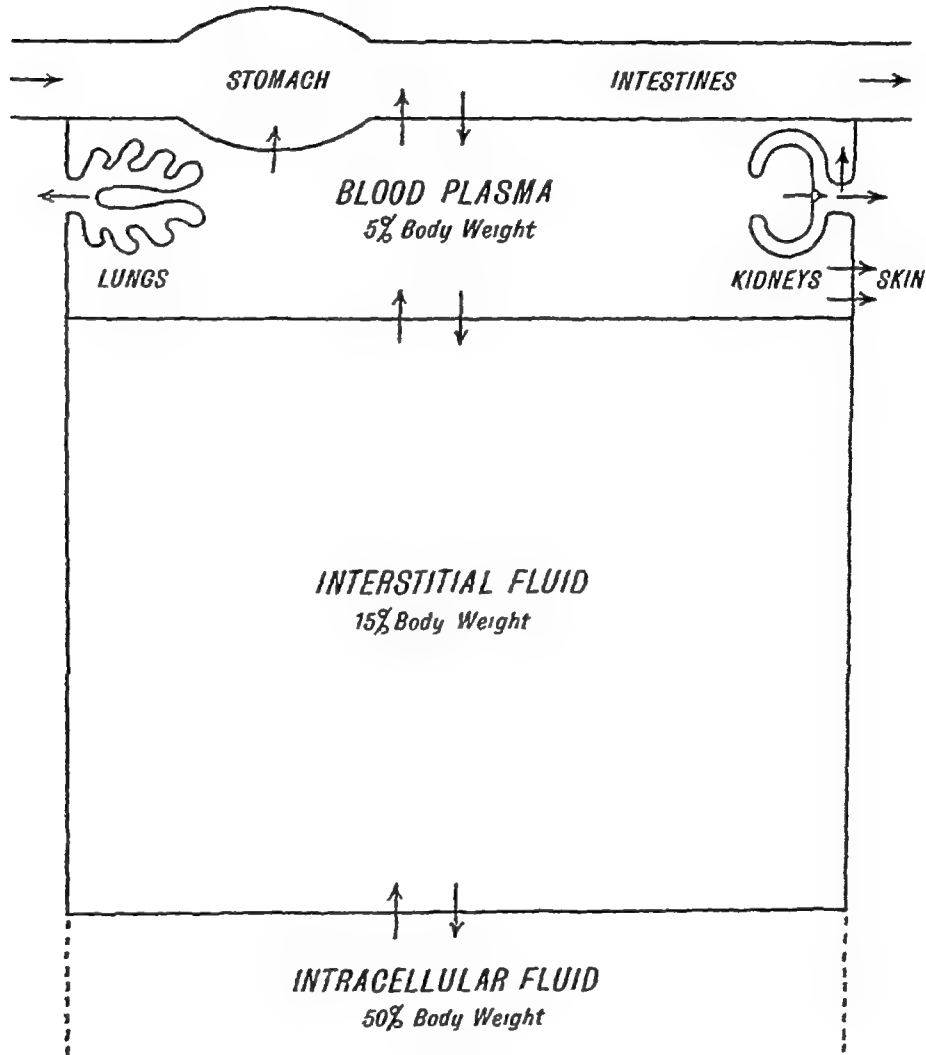 STOMACH
INTESTINES
BLOOD PLASMA
5% Body Weight
LUNGS
KIDNEYS
SKIN
INTERSTITIAL FLUID
15% Body Weight
INTRACELLULAR FLUID
50% Body Weight